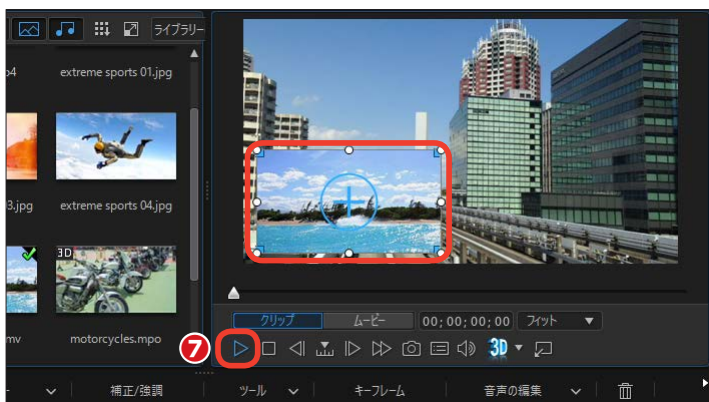 ライブラリー
o4
extreme sports 01.jpg
3.jpg
extreme sports 04.jpg
3D
mv
motorcycles.mpo
クリップ
ムービー
00;00;00;00
フィット
7
3D
ー
補正/強調
ツール
キーフレーム
音声の編集